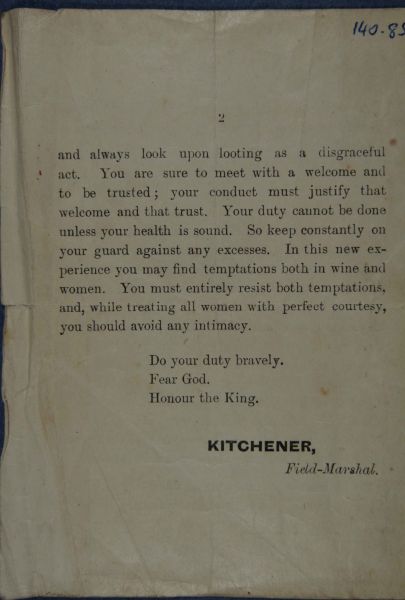 140-89
2
and always look upon looting as a disgraceful
act. You are sure to meet with a welcome and
to be trusted; your conduct must justify that
welcome and that trust. Your duty cannot be done
unless your health is sound. So keep constantly on
your guard against any excesses. In this new ex-
perience you may find temptations both in wine and
women. You must entirely resist both temptations,
and, while treating all women with perfect courtesy,
you should avoid any intimacy.
Do your duty bravely.
Fear God.
Honour the King.
KITCHENER,
Field-Marshal.